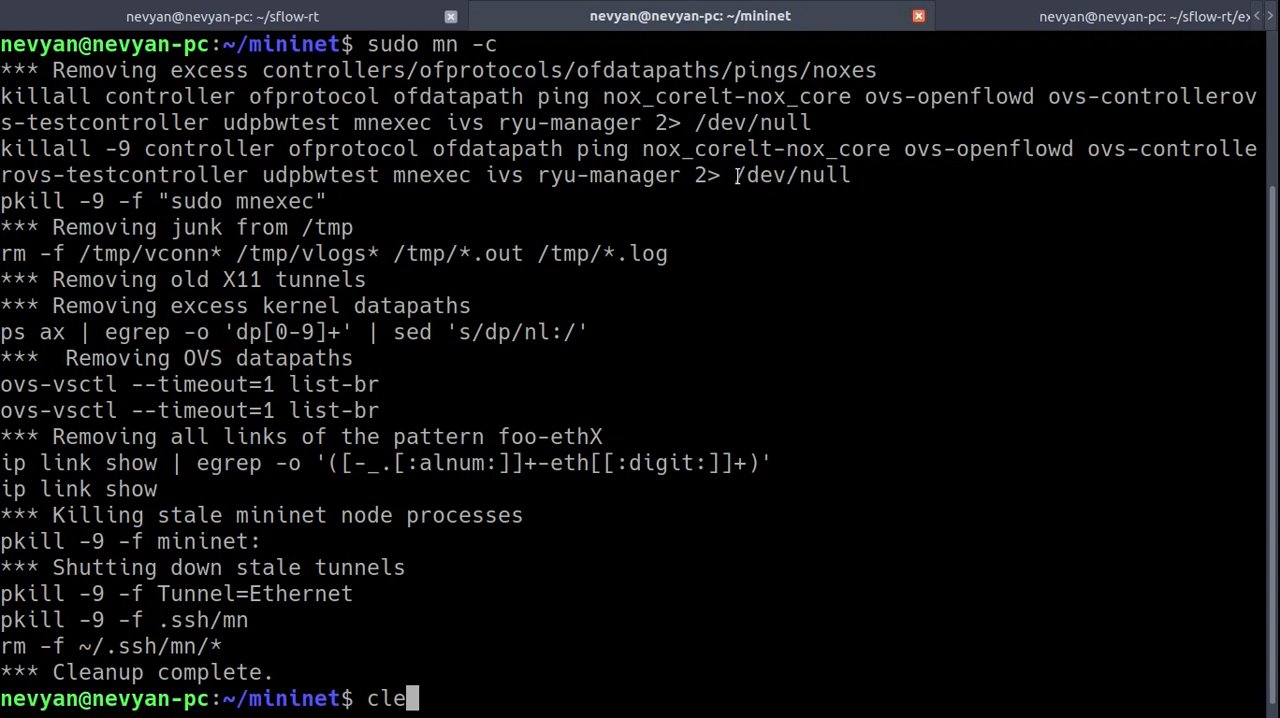 nevyan@nevyan-pc: ~/sflow-rt
nevyan@nevyan-pc: ~/mininet
nevyan@nevyan-pc: ~/sflow-rt/ex
nevyan@nevyan-pc:~/mininet$ sudo mn -c
*** Removing excess controllers/ofprotocols/ofdatapaths/pings/noxes
killall controller ofprotocol ofdatapath ping nox_corelt-nox_core ovs-openflowd ovs-controllerov
s-testcontroller udpbwtest mnexec ivs ryu-manager 2> /dev/null
killall -9 controller ofprotocol ofdatapath ping nox_corelt-nox_core ovs-openflowd ovs-controlle
rovs-testcontroller udpbwtest mnexec ivs ryu-manager 2> /dev/null
pkill -9 -f "sudo mnexec"
*** Removing junk from /tmp
rm -f /tmp/vconn* /tmp/vlogs* /tmp/*.out /tmp/*.log
*** Removing old X11 tunnels
*** Removing excess kernel datapaths
ps ax | egrep -o 'dp[0-9]+' | sed 's/dp/nl:/'
***  Removing OVS datapaths
ovs-vsctl --timeout=1 list-br
ovs-vsctl --timeout=1 list-br
*** Removing all links of the pattern foo-ethX
ip link show | egrep -o '([-_.[:alnum:]]+-eth[[:digit:]]+)'
ip link show
*** Killing stale mininet node processes
pkill -9 -f mininet:
*** Shutting down stale tunnels
pkill -9 -f Tunnel=Ethernet
pkill -9 -f .ssh/mn
rm -f ~/.ssh/mn/*
*** Cleanup complete.
nevyan@nevyan-pc:~/mininet$ cle